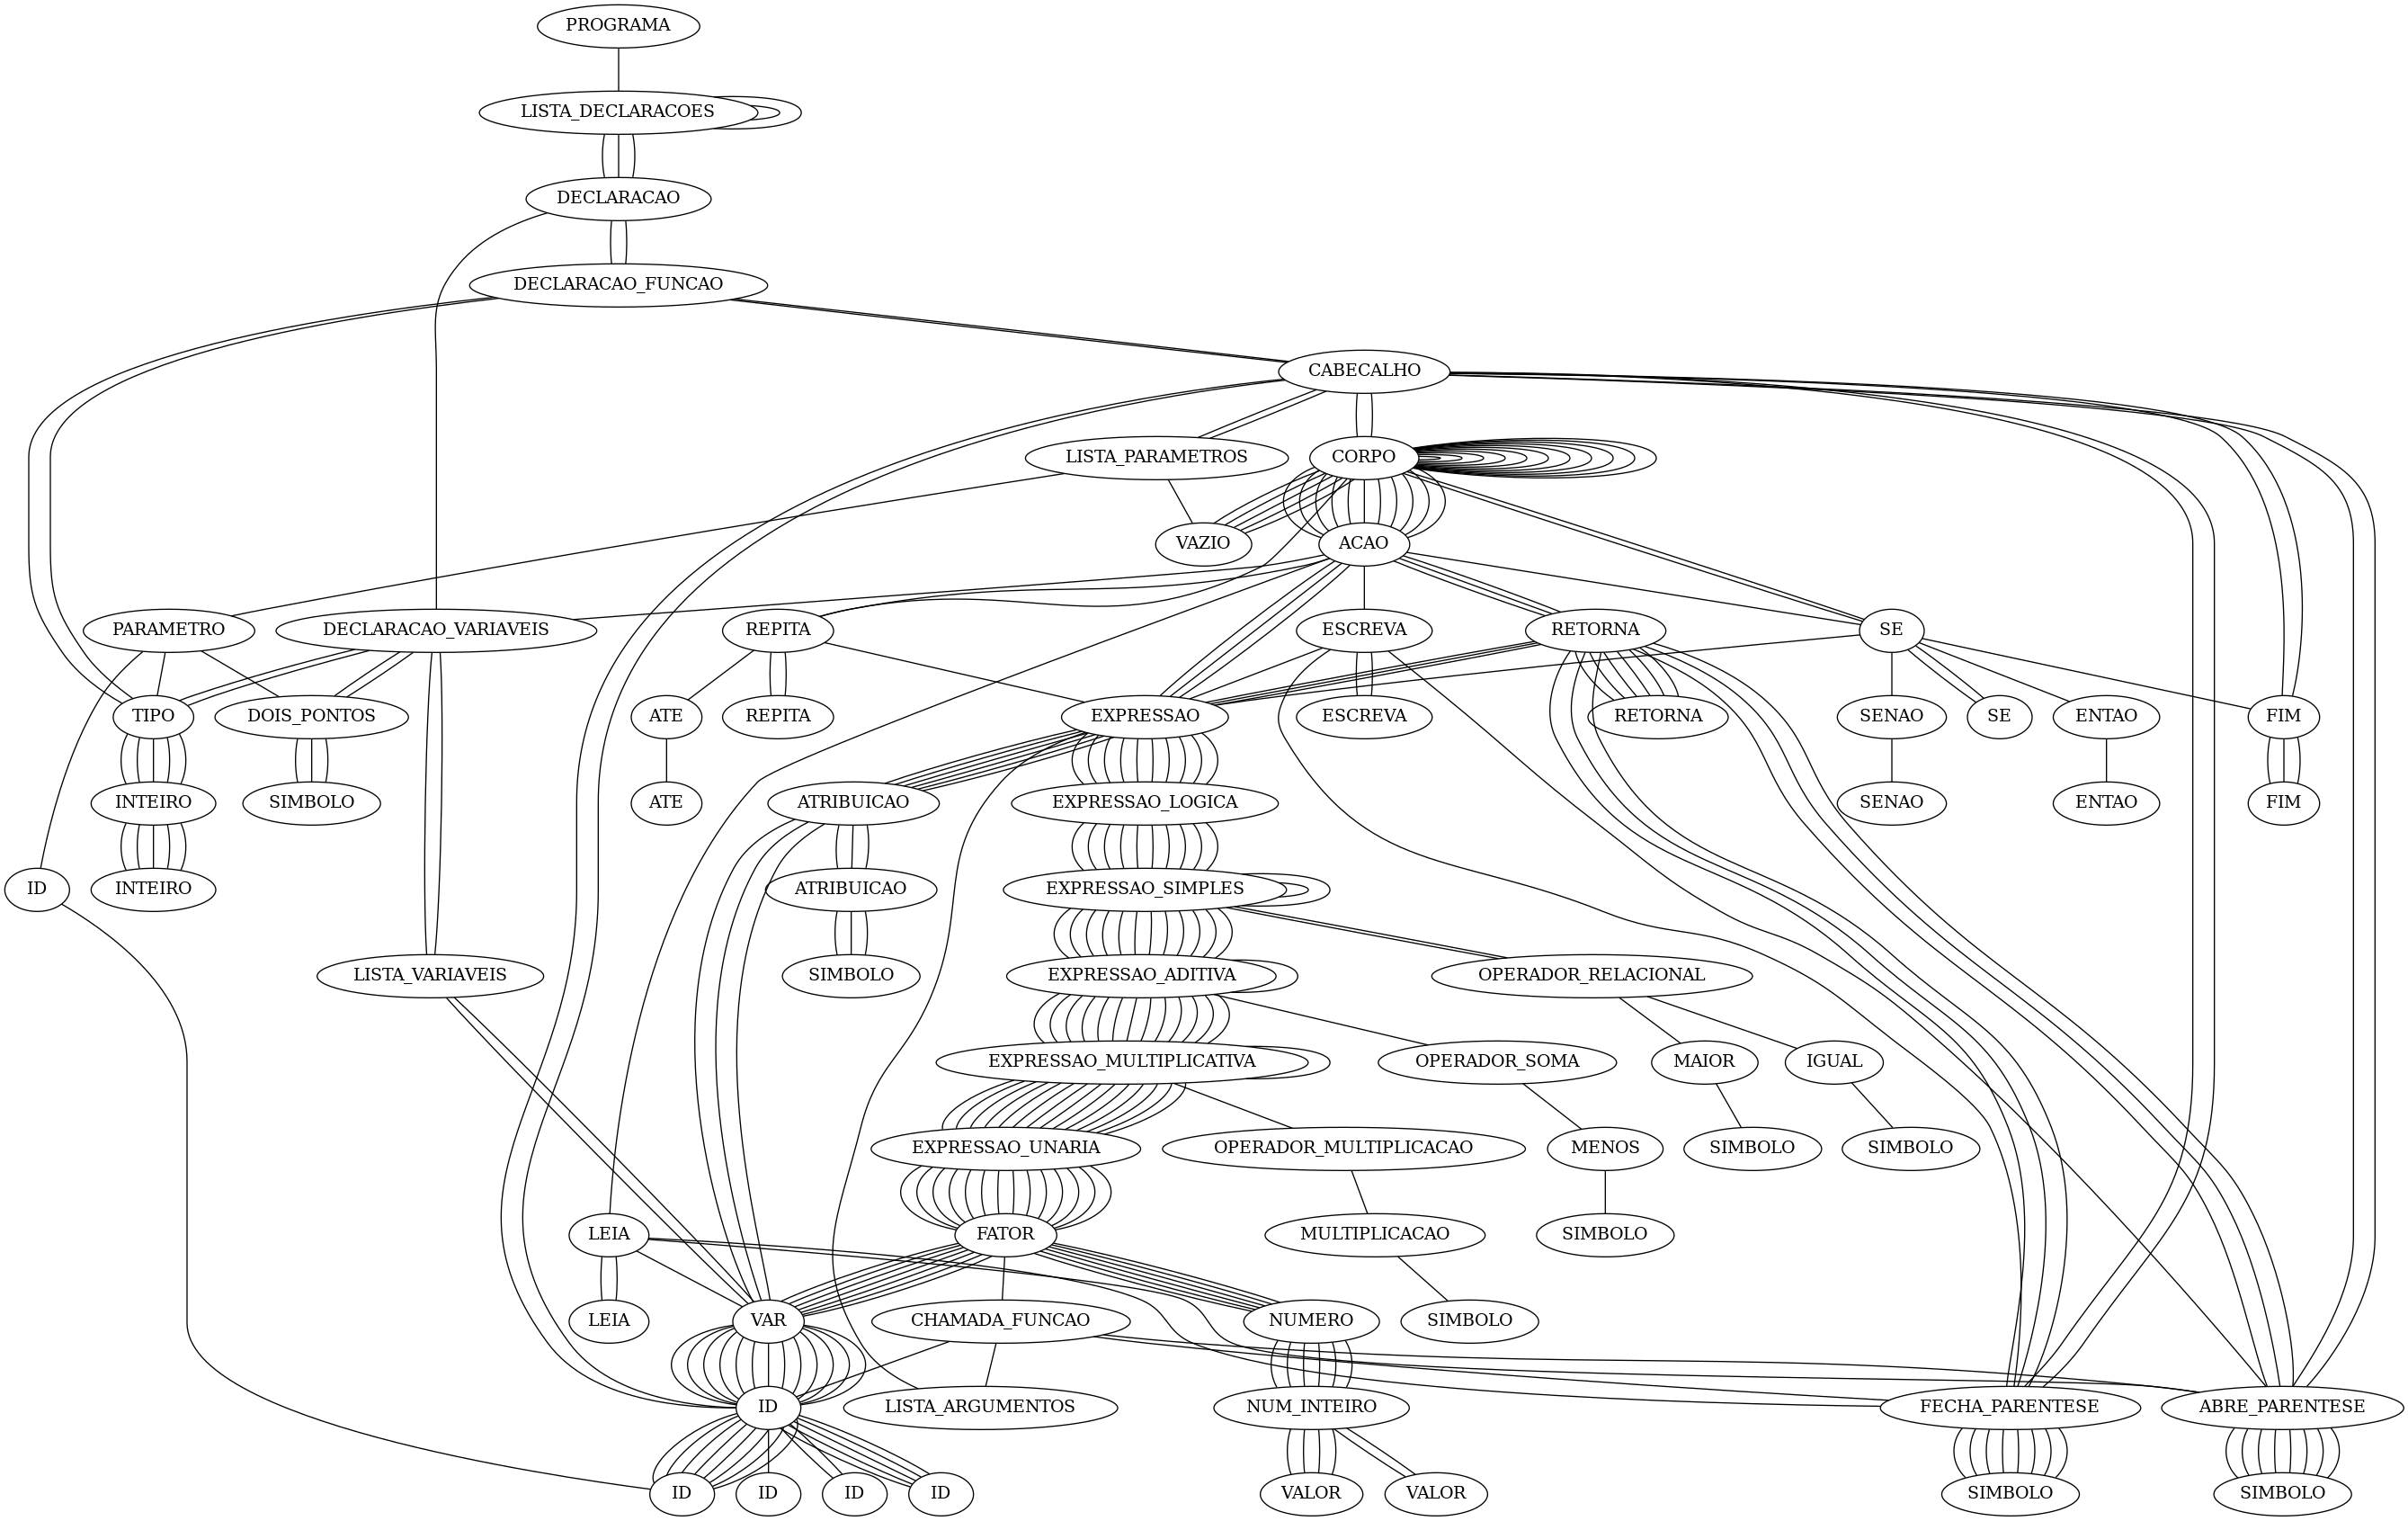 PROGRAMA
LISTA_DECLARACOES
DECLARACAO
DECLARACAO_FUNCAO
CABECALHO
LISTA_PARAMETROS
CORPO
VAZIO
ACAO
PARAMETRO
DECLARACAO_VARIAVEIS
REPITA
ESCREVA
RETORNA
SE
TIPO
DOIS_PONTOS
ATE
REPITA
EXPRESSAO
ESCREVA
RETORNA
SENAO
SE
ENTAO
FIM
INTEIRO
SIMBOLO
ATE
ATRIBUICAO
EXPRESSAO_LOGICA
SENAO
ENTAO
FIM
ID
INTEIRO
ATRIBUICAO
EXPRESSAO_SIMPLES
LISTA_VARIAVEIS
SIMBOLO
EXPRESSAO_ADITIVA
OPERADOR_RELACIONAL
EXPRESSAO_MULTIPLICATIVA
OPERADOR_SOMA
MAIOR
IGUAL
EXPRESSAO_UNARIA
OPERADOR_MULTIPLICACAO
MENOS
SIMBOLO
SIMBOLO
LEIA
FATOR
MULTIPLICACAO
SIMBOLO
LEIA
VAR
CHAMADA_FUNCAO
NUMERO
SIMBOLO
ID
LISTA_ARGUMENTOS
NUM_INTEIRO
FECHA_PARENTESE
ABRE_PARENTESE
ID
ID
ID
ID
VALOR
VALOR
SIMBOLO
SIMBOLO